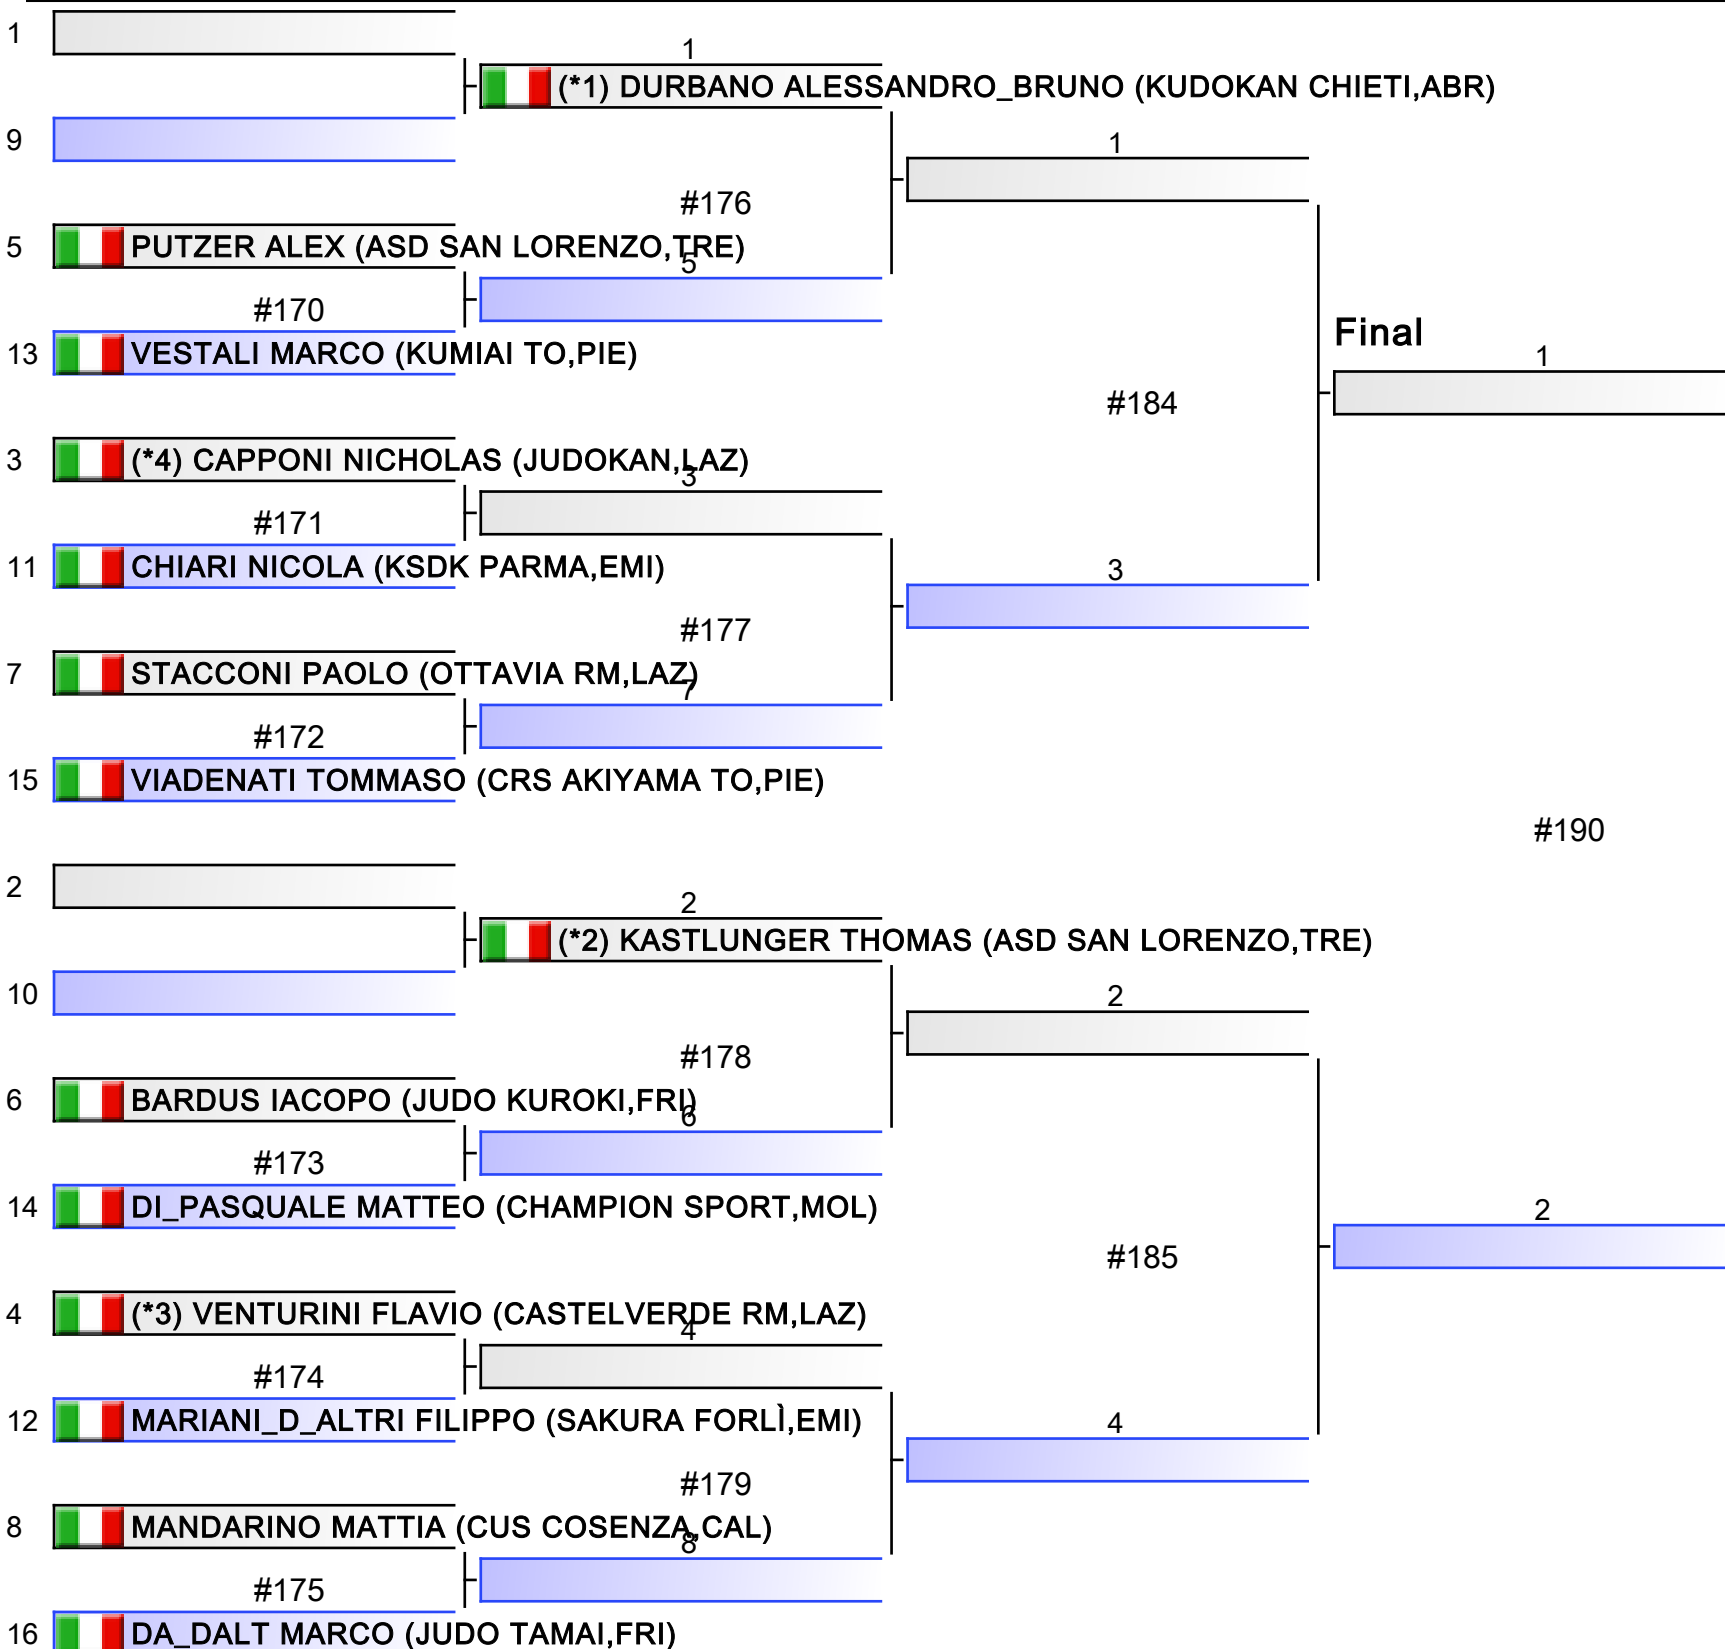 1
1
(*1) DURBANO ALESSANDRO_BRUNO (KUDOKAN CHIETI,ABR)
9
1
#176
5 PUTZER ALEX (ASD SAN LORENZO,TRE)
5
#170
13 VESTALI MARCO (KUMIAI TO,PIE)
Final
1
#184
3 (*4) CAPPONI NICHOLAS (JUDOKAN,LAZ)
3
#171
11 CHIARI NICOLA (KSDK PARMA,EMI)
3
#177
7 STACCONI PAOLO (OTTAVIA RM,LAZ)
7
#172
15 VIADENATI TOMMASO (CRS AKIYAMA TO,PIE)
#190
2
2
(*2) KASTLUNGER THOMAS (ASD SAN LORENZO,TRE)
10
2
#178
6 BARDUS IACOPO (JUDO KUROKI,FRI)
6
#173
14 DI_PASQUALE MATTEO (CHAMPION SPORT,MOL)
2
#185
4 (*3) VENTURINI FLAVIO (CASTELVERDE RM,LAZ)
4
#174
12 MARIANI_D_ALTRI FILIPPO (SAKURA FORLÌ,EMI)
4
#179
8 MANDARINO MATTIA (CUS COSENZA,CAL)
8
#175
16 DA_DALT MARCO (JUDO TAMAI,FRI)